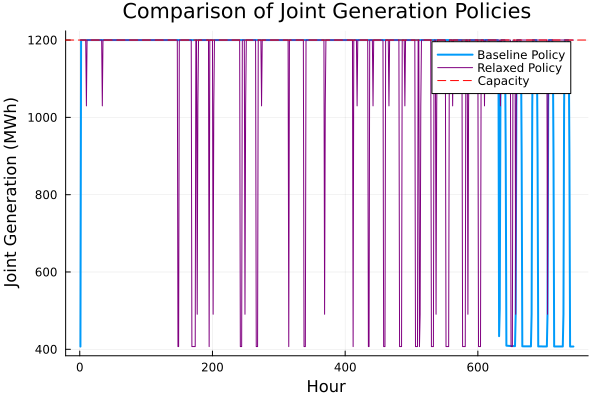 Comparison of Joint Generation Policies
Joint Generation (MWh)
1200
1000
800
600
400
Baseline Policy
Relaxed Policy
Capacity
0
200
400
600
Hour